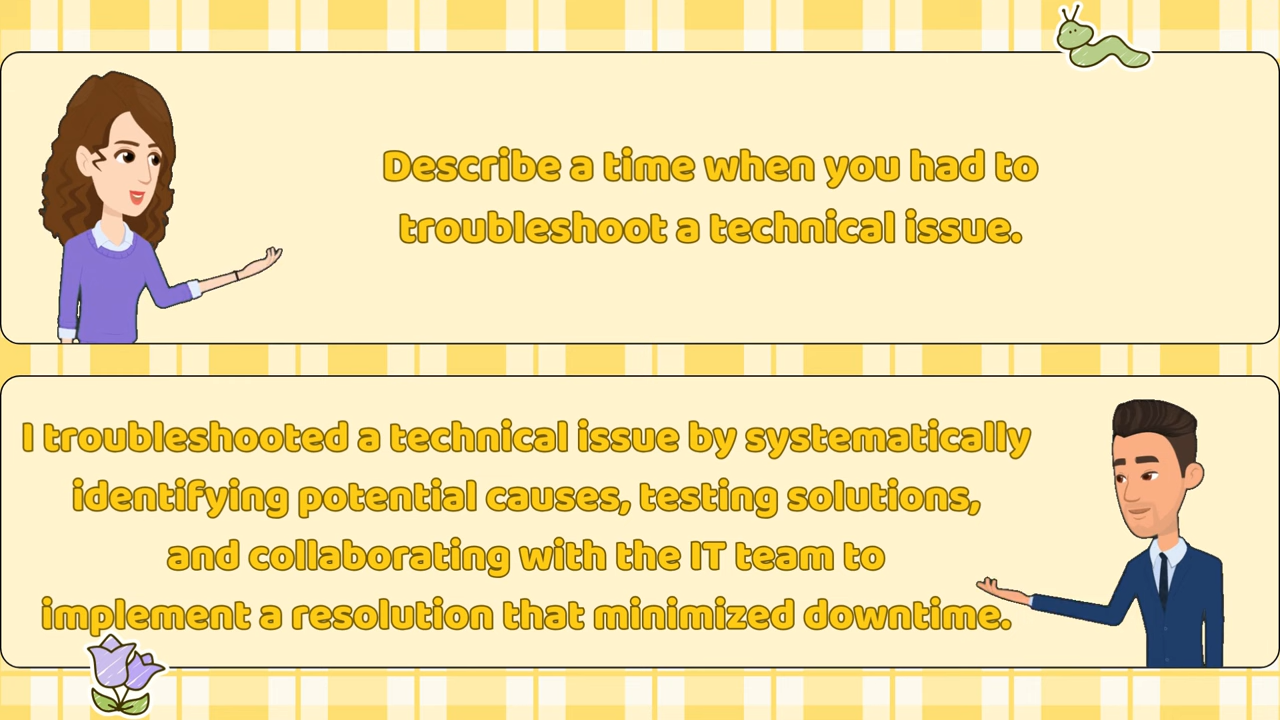 Describe a time when you had to
troubleshoot a technical issue.
I troubleshooted a technical issue by systematically
identifying potential causes, testing solutions,
and collaborating with the IT team to
implement a resolution that minimized downtime.